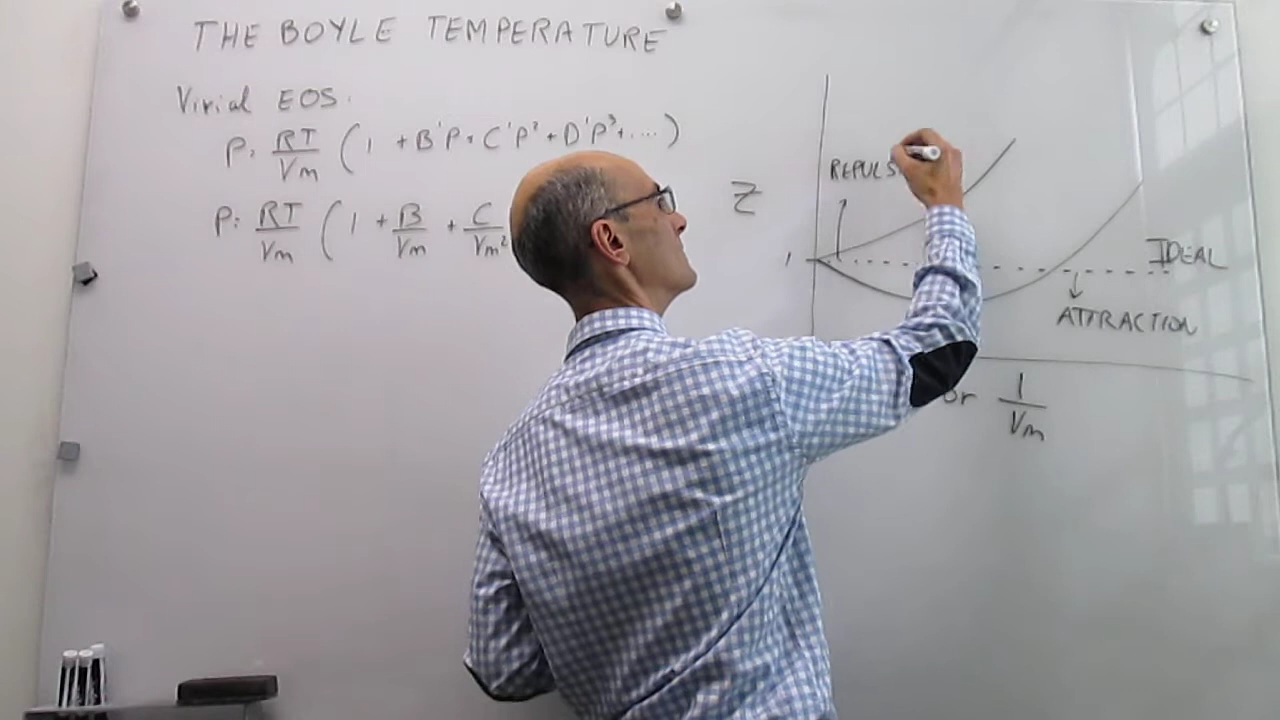 THE BOYLE TEMPERATURE
Virial EOS.
P: RT/Vm (1 + B'P + C'P² + D'P³ + ....)
P: RT/Vm (1 + B/Vm + C/Vm²
REPULS
Z
1
IDEAL
ATTRACTION
or 1/Vm